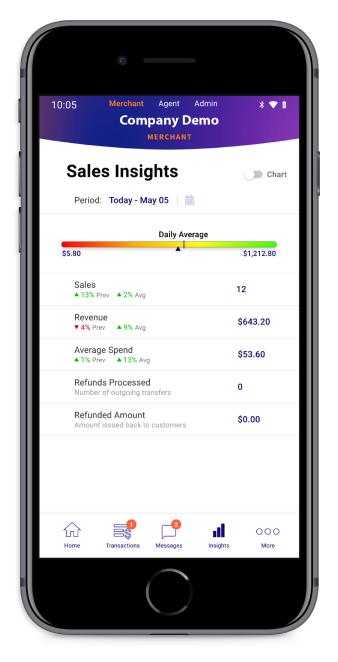 10:05
Merchant Agent Admin
Company Demo
MERCHANT
Sales Insights
Chart
Period: Today - May 05
Daily Average
$5.80 $1,212.80
Sales
▲ 13% Prev ▲ 2% Avg
12
Revenue
▼ 4% Prev ▲ 9% Avg
$643.20
Average Spend
▲ 1% Prev ▲ 13% Avg
$53.60
Refunds Processed
Number of outgoing transfers
0
Refunded Amount
Amount issued back to customers
$0.00
1 2
Home Transactions Messages Insights More